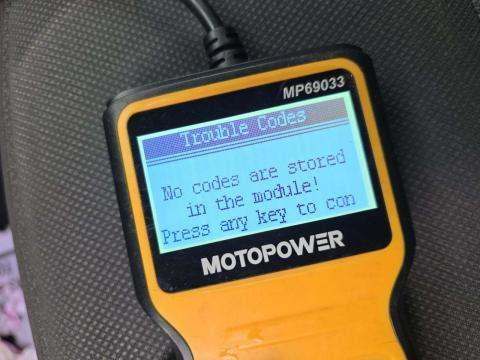 MP69033
Trouble Codes
No codes are stored
in the module!
Press any key to con
MOTOPOWER